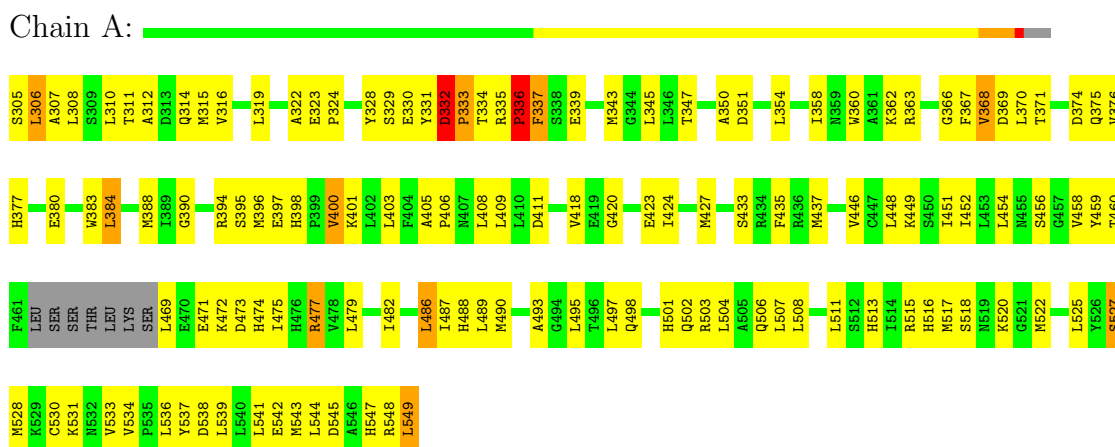 Chain A:
S305 L306 A307 L308 S309 L310 T311 A312 D313 Q314 M315 V316 L319 A322 E323 P324 Y328 S329 E330 Y331 D332 P333 T334 R335 P336 F337 S338 E339 M343 G344 L345 L346 T347 A350 D351 L354 I358 N359 W360 A361 K362 R363 G366 F367 V368 D369 L370 T371 D374 Q375 V376
H377 E380 W383 L384 M388 I389 G390 R394 S395 M396 E397 H398 P399 V400 K401 L402 L403 F404 A405 P406 N407 L408 L409 L410 D411 V418 E419 G420 E423 I424 M427 S433 R434 F435 R436 M437 V446 C447 L448 K449 S450 I451 I452 L453 L454 N455 S456 G457 V458 Y459 T460
F461 LEU SER SER THR LEU LYS SER L469 E470 E471 K472 D473 H474 I475 H476 R477 V478 L479 I482 L486 I487 H488 L489 M490 A493 G494 L495 T496 L497 Q498 H501 Q502 R503 L504 A505 Q506 L507 L508 L511 S512 H513 I514 R515 H516 M517 S518 N519 K520 G521 M522 L525 Y526 S527
M528 K529 C530 K531 N532 V533 V534 P535 L536 Y537 D538 L539 L540 L541 E542 M543 L544 D545 A546 H547 R548 L549